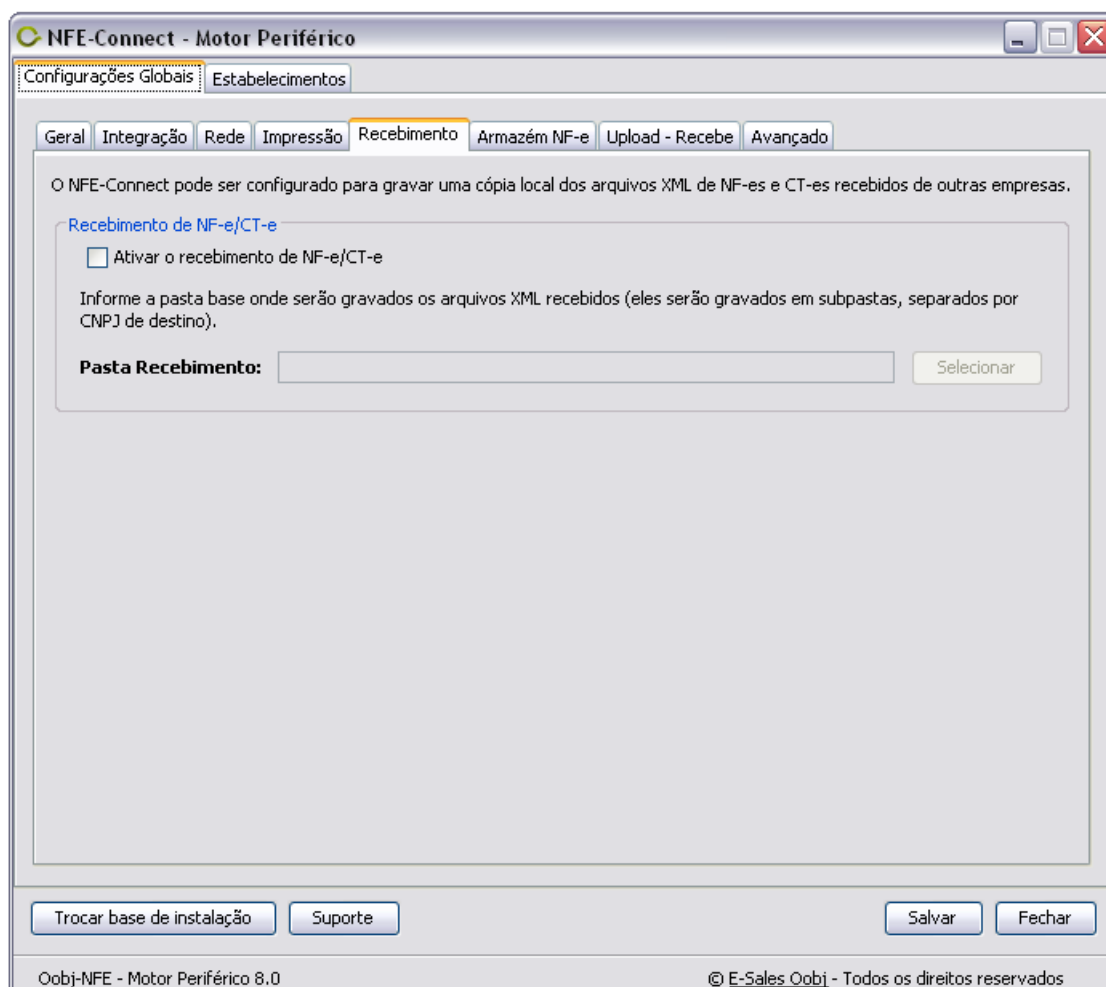 NFE-Connect - Motor Periférico
Configurações Globais Estabelecimentos
Geral Integração Rede Impressão Recebimento Armazém NF-e Upload - Recebe Avançado
O NFE-Connect pode ser configurado para gravar uma cópia local dos arquivos XML de NF-es e CT-es recebidos de outras empresas.
Recebimento de NF-e/CT-e
Ativar o recebimento de NF-e/CT-e
Informe a pasta base onde serão gravados os arquivos XML recebidos (eles serão gravados em subpastas, separados por
CNPJ de destino).
Pasta Recebimento: Selecionar
Trocar base de instalação Suporte Salvar Fechar
Oobj-NFE - Motor Periférico 8.0 © E-Sales Oobj - Todos os direitos reservados